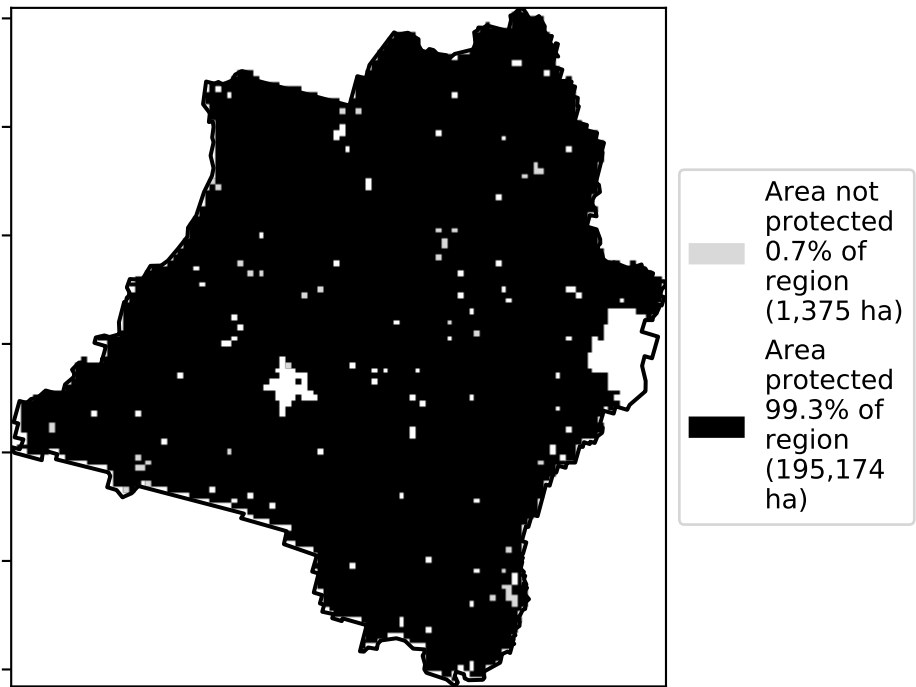 Area not
protected
0.7% of
region
(1,375 ha)
Area
protected
99.3% of
region
(195,174
ha)